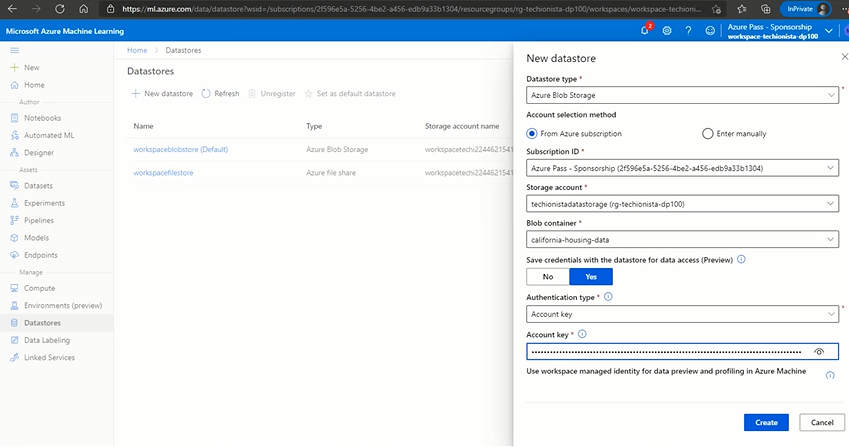 https://ml.azure.com/data/datastore?wsid=/subscriptions/2f596e5a-5256-4be2-a456-edb9a33b1304/resourcegroups/rg-techionista-dp100/workspaces/workspace-techioni...
InPrivate
Microsoft Azure Machine Learning
2
Azure Pass - Sponsorship
workspace-techionista-dp100
New
Home
Author
Notebooks
Automated ML
Designer
Assets
Datasets
Experiments
Pipelines
Models
Endpoints
Manage
Compute
Environments (preview)
Datastores
Data Labeling
Linked Services
Home > Datastores
Datastores
New datastore
Refresh
Unregister
Set as default datastore
Name Type Storage account name
workspaceblobstore (Default) Azure Blob Storage workspacetechi2244621541
workspacefilestore Azure file share workspacetechi2244621541
New datastore
Datastore type *
Azure Blob Storage
Account selection method
From Azure subscription
Enter manually
Subscription ID *
Azure Pass - Sponsorship (2f596e5a-5256-4be2-a456-edb9a33b1304)
Storage account *
techionistadatastorage (rg-techionista-dp100)
Blob container *
california-housing-data
Save credentials with the datastore for data access (Preview)
No
Yes
Authentication type *
Account key
Account key *
Use workspace managed identity for data preview and profiling in Azure Machine
Create
Cancel